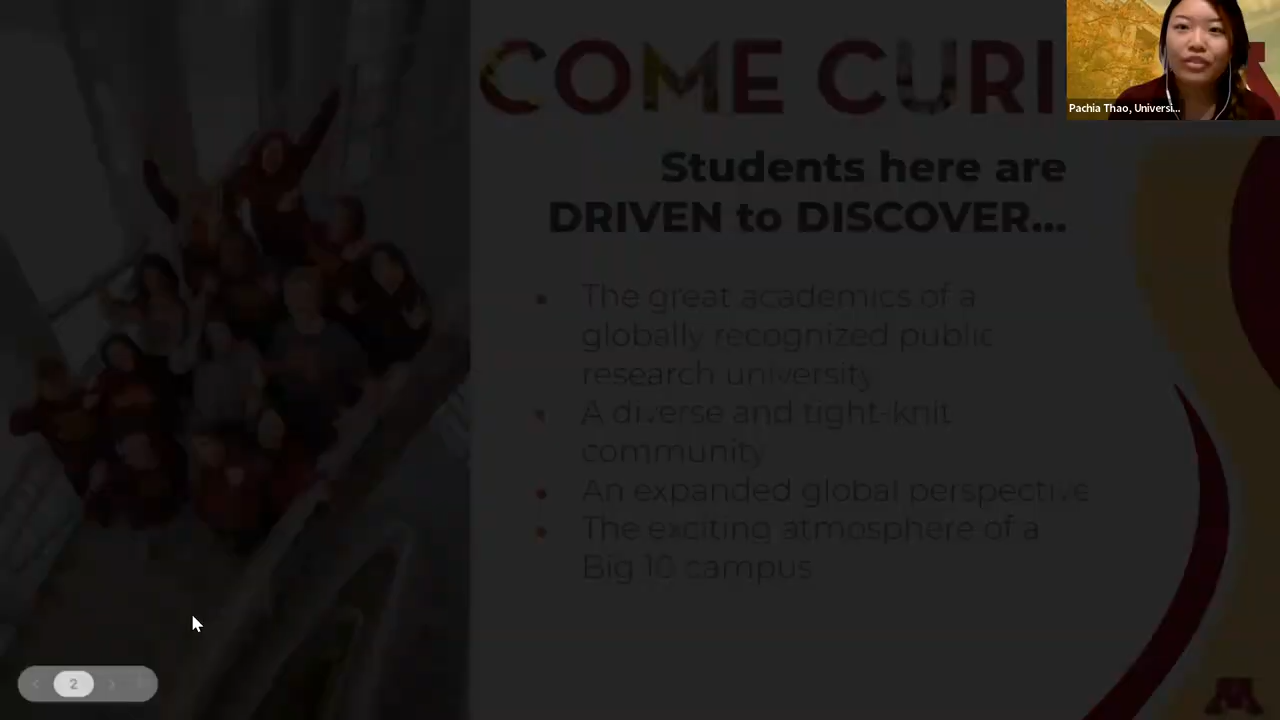 COME CURI
Pachia Thao, Universi...
Students here are
DRIVEN to DISCOVER...
• The great academics of a
globally recognized public
research university
• A diverse and tight-knit
community
• An expanded global perspective
• The exciting atmosphere of a
Big 10 campus
2
M